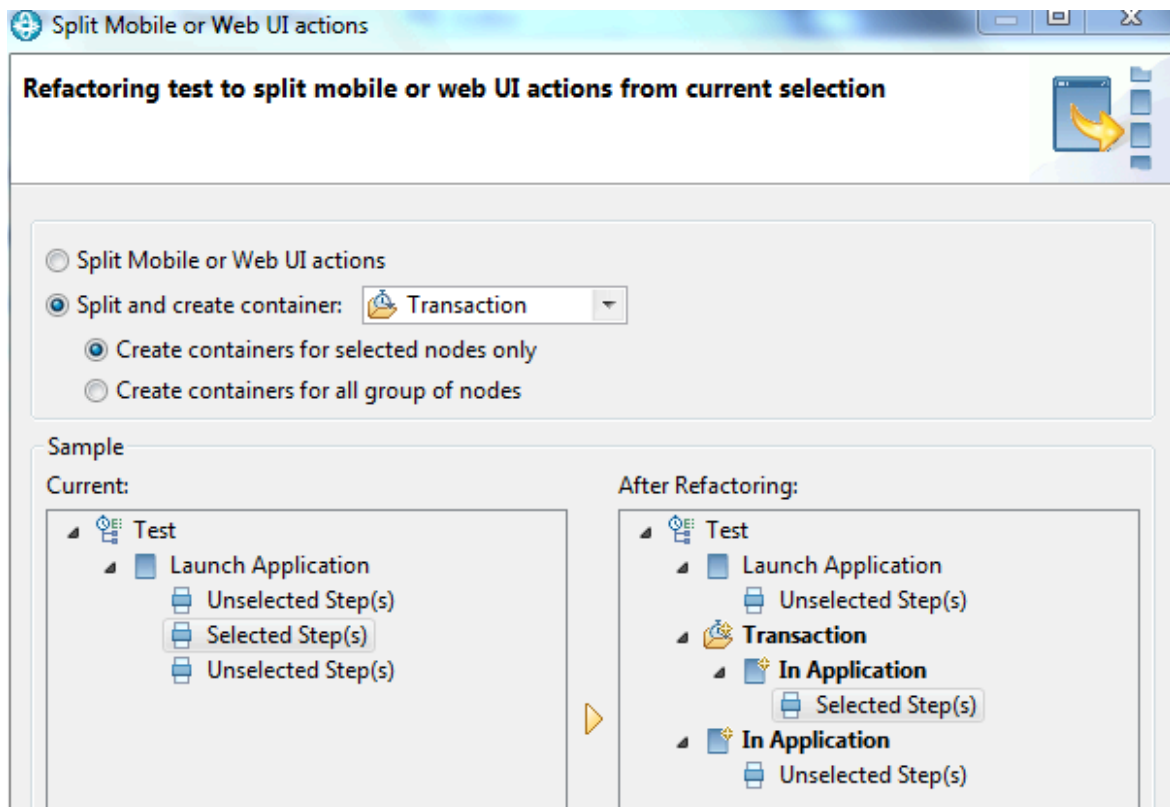 Split Mobile or Web UI actions
Refactoring test to split mobile or web UI actions from current selection
Split Mobile or Web UI actions
Split and create container: Transaction
Create containers for selected nodes only
Create containers for all group of nodes
Sample
Current:
Test
Launch Application
Unselected Step(s)
Selected Step(s)
Unselected Step(s)
After Refactoring:
Test
Launch Application
Unselected Step(s)
Transaction
In Application
Selected Step(s)
In Application
Unselected Step(s)